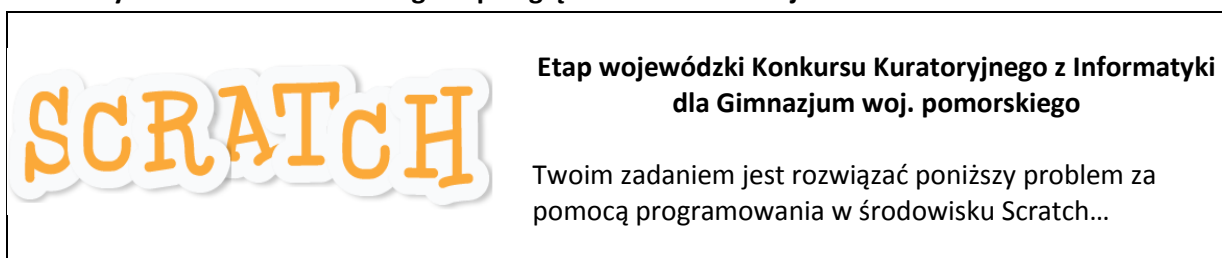 SCRATCH
Etap wojewódzki Konkursu Kuratoryjnego z Informatyki
dla Gimnazjum woj. pomorskiego
Twoim zadaniem jest rozwiązać poniższy problem za
pomocą programowania w środowisku Scratch…